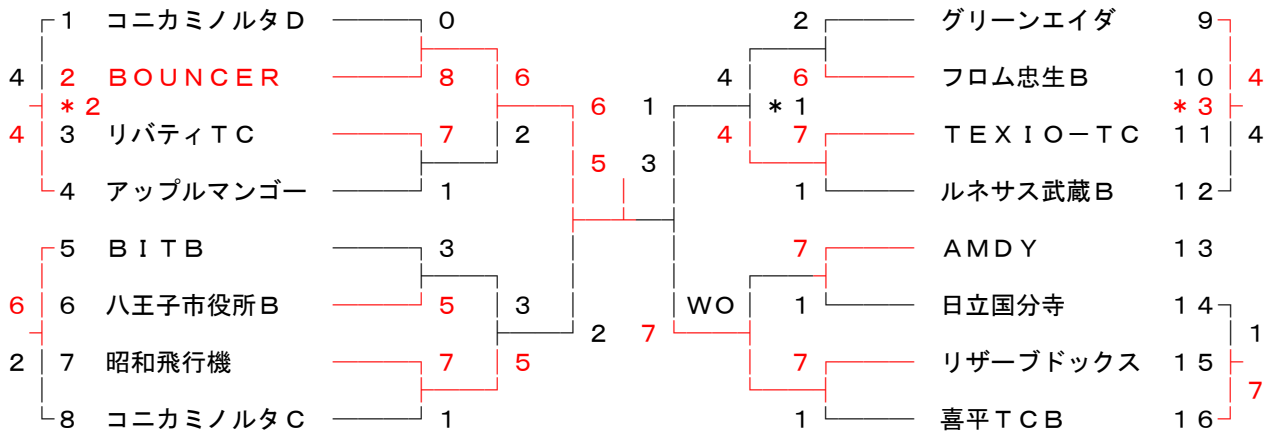 1 コニカミノルタＤ 0 2 グリーンエイダ 9
4 2 ＢＯＵＮＣＥＲ 8 6 4 6 フロム忠生Ｂ 10 4
*2 6 1 *1 *3
4 3 リバティＴＣ 7 2 4 7 ＴＥＸＩＯ－ＴＣ 11 4
5 3
4 アップルマンゴー 1 1 ルネサス武蔵Ｂ 12
5 ＢＩＴＢ 3 7 ＡＭＤＹ 13
6 6 八王子市役所Ｂ 5 3 WO 1 日立国分寺 14
2 7 1
2 7 昭和飛行機 7 5 7 リザーブドックス 15
7
8 コニカミノルタＣ 1 1 喜平ＴＣＢ 16